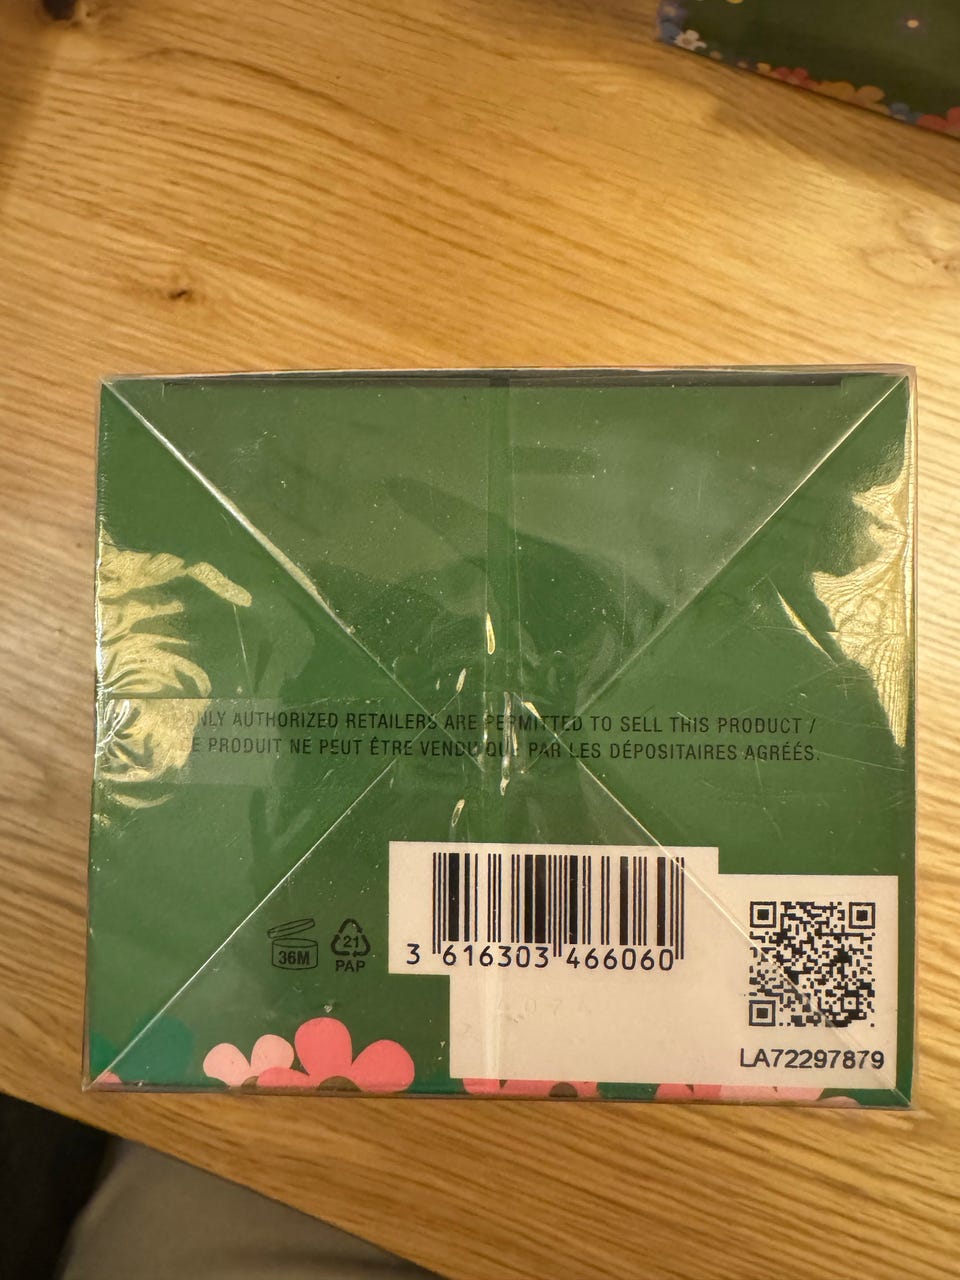 ONLY AUTHORIZED RETAILERS ARE PERMITTED TO SELL THIS PRODUCT /
CE PRODUIT NE PEUT ÊTRE VENDU QUE PAR LES DÉPOSITAIRES AGRÉÉS.
36M
21
PAP
3 616303 466060
LA72297879